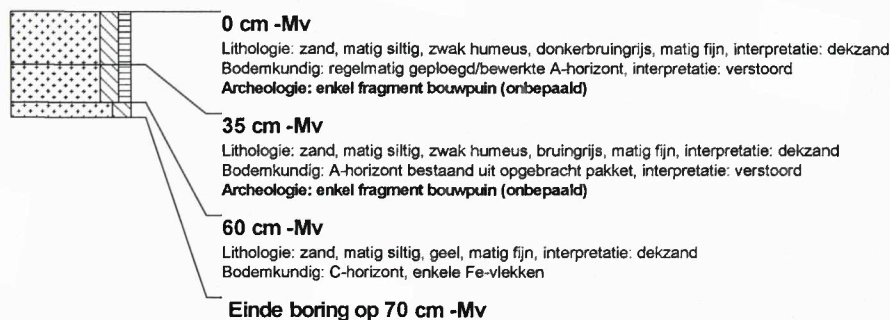 0 cm -Mv
Lithologie: zand, matig siltig, zwak humeus, donkerbruingrijs, matig fijn, interpretatie: dekzand
Bodemkundig: regelmatig geploegd/bewerkte A-horizont, interpretatie: verstoord
Archeologie: enkel fragment bouwpuin (onbepaald)
35 cm -Mv
Lithologie: zand, matig siltig, zwak humeus, bruingrijs, matig fijn, interpretatie: dekzand
Bodemkundig: A-horizont bestaand uit opgebracht pakket, interpretatie: verstoord
Archeologie: enkel fragment bouwpuin (onbepaald)
60 cm -Mv
Lithologie: zand, matig siltig, geel, matig fijn, interpretatie: dekzand
Bodemkundig: C-horizont, enkele Fe-vlekken
Einde boring op 70 cm -Mv